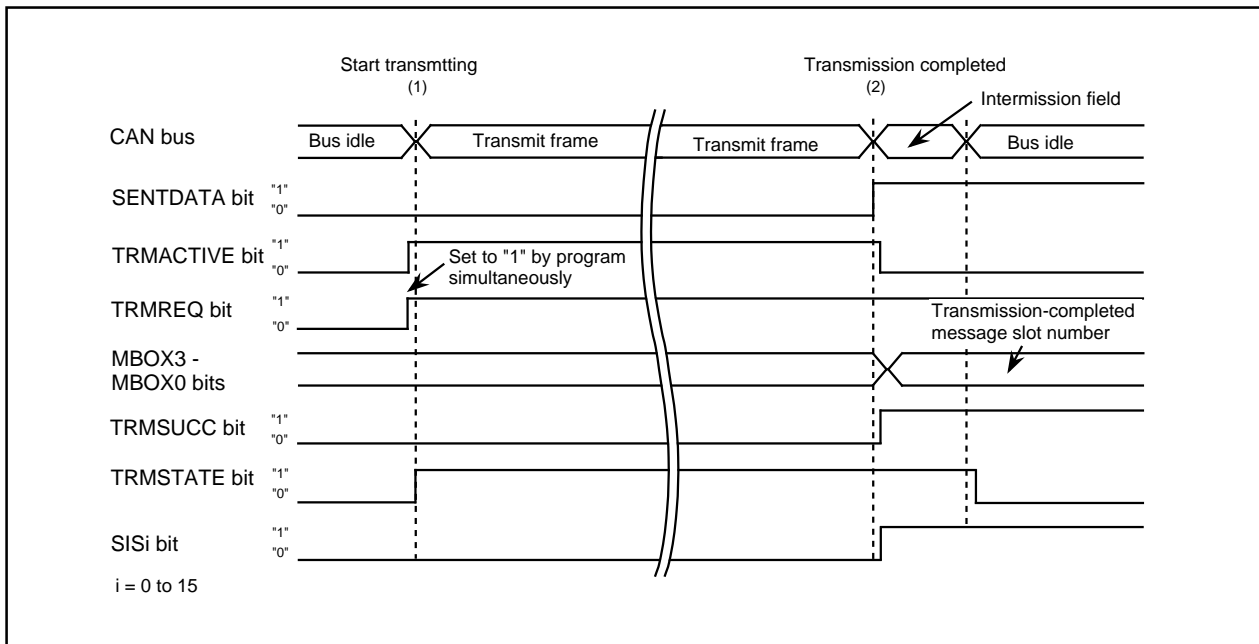 Start transmtting
(1)
Transmission completed
(2)
Intermission field
CAN bus
Bus idle
Transmit frame
Transmit frame
Bus idle
SENTDATA bit
"1"
"0"
TRMACTIVE bit
"1"
"0"
Set to "1" by program
simultaneously
TRMREQ bit
"1"
"0"
Transmission-completed
message slot number
MBOX3 -
MBOX0 bits
TRMSUCC bit
"1"
"0"
TRMSTATE bit
"1"
"0"
SISi bit
"1"
"0"
i = 0 to 15